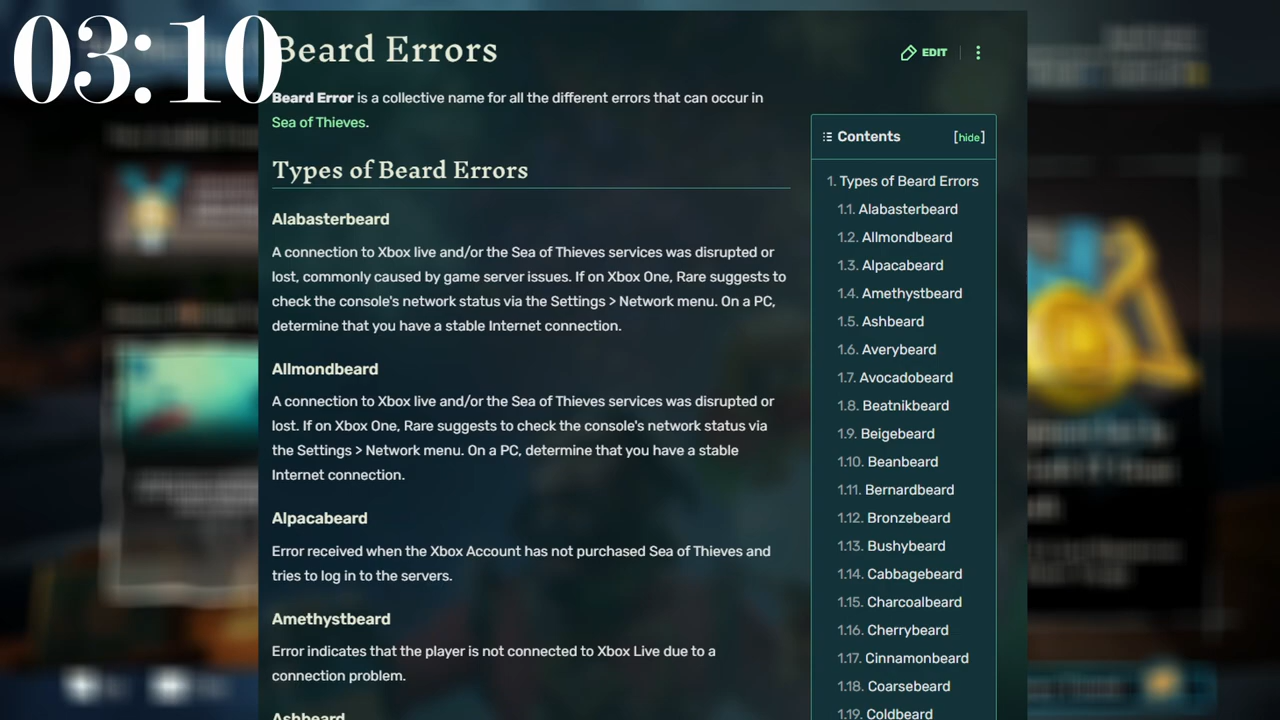 03:10
Beard Errors
EDIT
Beard Error is a collective name for all the different errors that can occur in
Sea of Thieves.
Types of Beard Errors
Alabasterbeard
A connection to Xbox live and/or the Sea of Thieves services was disrupted or
lost, commonly caused by game server issues. If on Xbox One, Rare suggests to
check the console's network status via the Settings > Network menu. On a PC,
determine that you have a stable Internet connection.
Allmondbeard
A connection to Xbox live and/or the Sea of Thieves services was disrupted or
lost. If on Xbox One, Rare suggests to check the console's network status via
the Settings > Network menu. On a PC, determine that you have a stable
Internet connection.
Alpacabeard
Error received when the Xbox Account has not purchased Sea of Thieves and
tries to log in to the servers.
Amethystbeard
Error indicates that the player is not connected to Xbox Live due to a
connection problem.
Ashbeard
Contents [hide]
1. Types of Beard Errors
1.1. Alabasterbeard
1.2. Allmondbeard
1.3. Alpacabeard
1.4. Amethystbeard
1.5. Ashbeard
1.6. Averybeard
1.7. Avocadobeard
1.8. Beatnikbeard
1.9. Beigebeard
1.10. Beanbeard
1.11. Bernardbeard
1.12. Bronzebeard
1.13. Bushybeard
1.14. Cabbagebeard
1.15. Charcoalbeard
1.16. Cherrybeard
1.17. Cinnamonbeard
1.18. Coarsebeard
1.19. Coldbeard